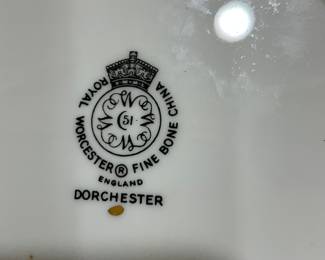 ROYAL WORCESTER ® FINE BONE CHINA
51
ENGLAND
DORCHESTER